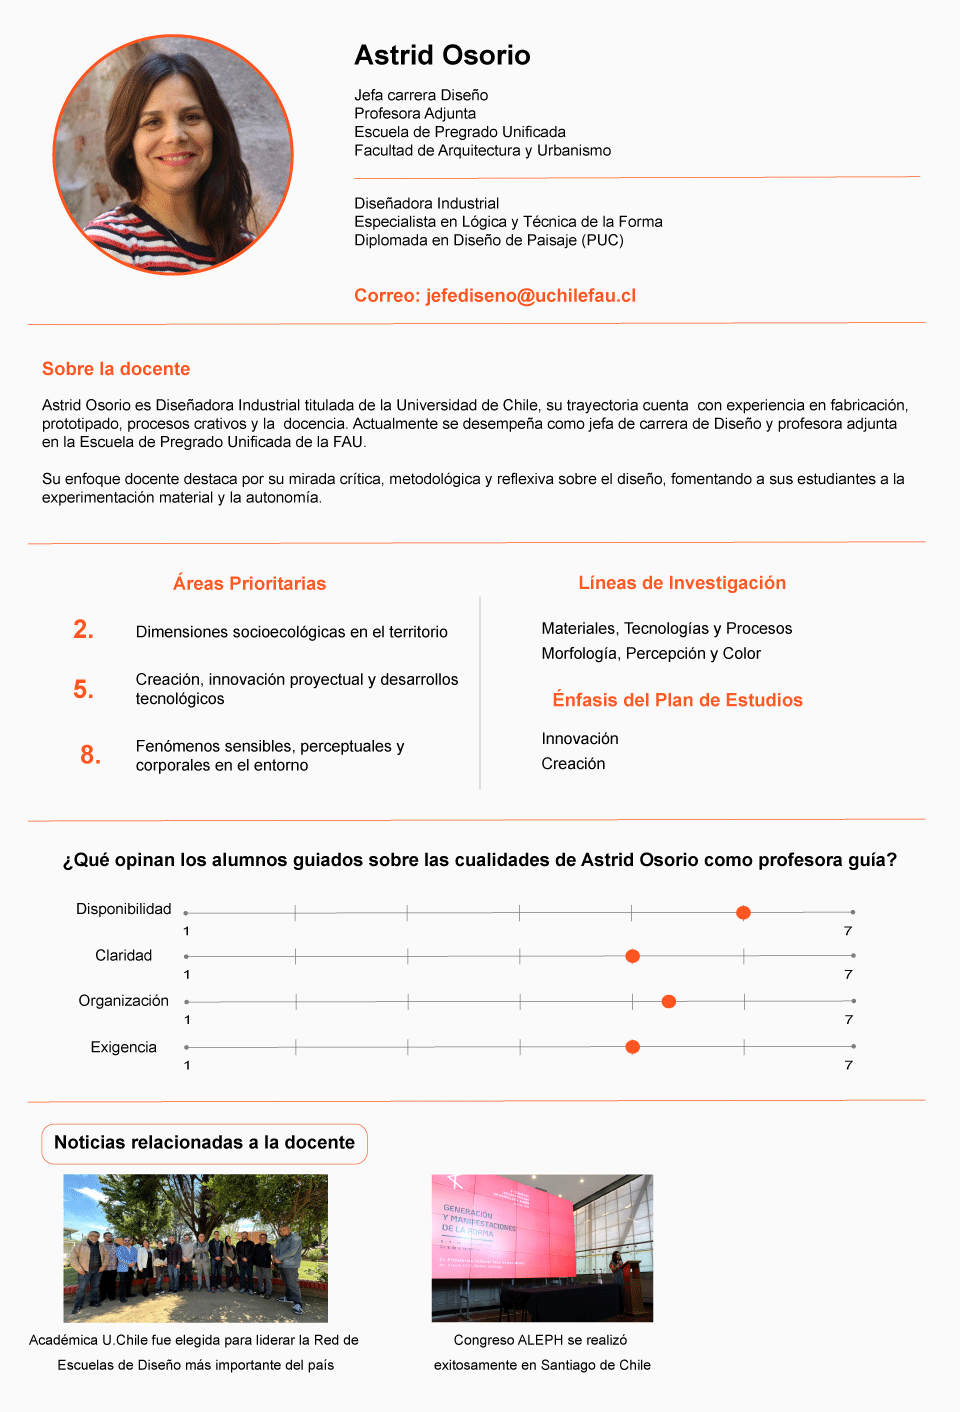 Astrid Osorio
Jefa carrera Diseño
Profesora Adjunta
Escuela de Pregrado Unificada
Facultad de Arquitectura y Urbanismo
Diseñadora Industrial
Especialista en Lógica y Técnica de la Forma
Diplomada en Diseño de Paisaje (PUC)
Correo: jefediseno@uchilefau.cl
Sobre la docente
Astrid Osorio es Diseñadora Industrial titulada de la Universidad de Chile, su trayectoria cuenta  con experiencia en fabricación,
prototipado, procesos crativos y la  docencia. Actualmente se desempeña como jefa de carrera de Diseño y profesora adjunta
en la Escuela de Pregrado Unificada de la FAU.
Su enfoque docente destaca por su mirada crítica, metodológica y reflexiva sobre el diseño, fomentando a sus estudiantes a la
experimentación material y la autonomía.
Áreas Prioritarias
2. Dimensiones socioecológicas en el territorio
5. Creación, innovación proyectual y desarrollos
tecnológicos
8. Fenómenos sensibles, perceptuales y
corporales en el entorno
Líneas de Investigación
Materiales, Tecnologías y Procesos
Morfología, Percepción y Color
Énfasis del Plan de Estudios
Innovación
Creación
¿Qué opinan los alumnos guiados sobre las cualidades de Astrid Osorio como profesora guía?
Disponibilidad
1 7
Claridad
1 7
Organización
1 7
Exigencia
1 7
Noticias relacionadas a la docente
GENERACIÓN
Y MANIFESTACIONES
DE LA FORMA
Académica U.Chile fue elegida para liderar la Red de
Escuelas de Diseño más importante del país
Congreso ALEPH se realizó
exitosamente en Santiago de Chile